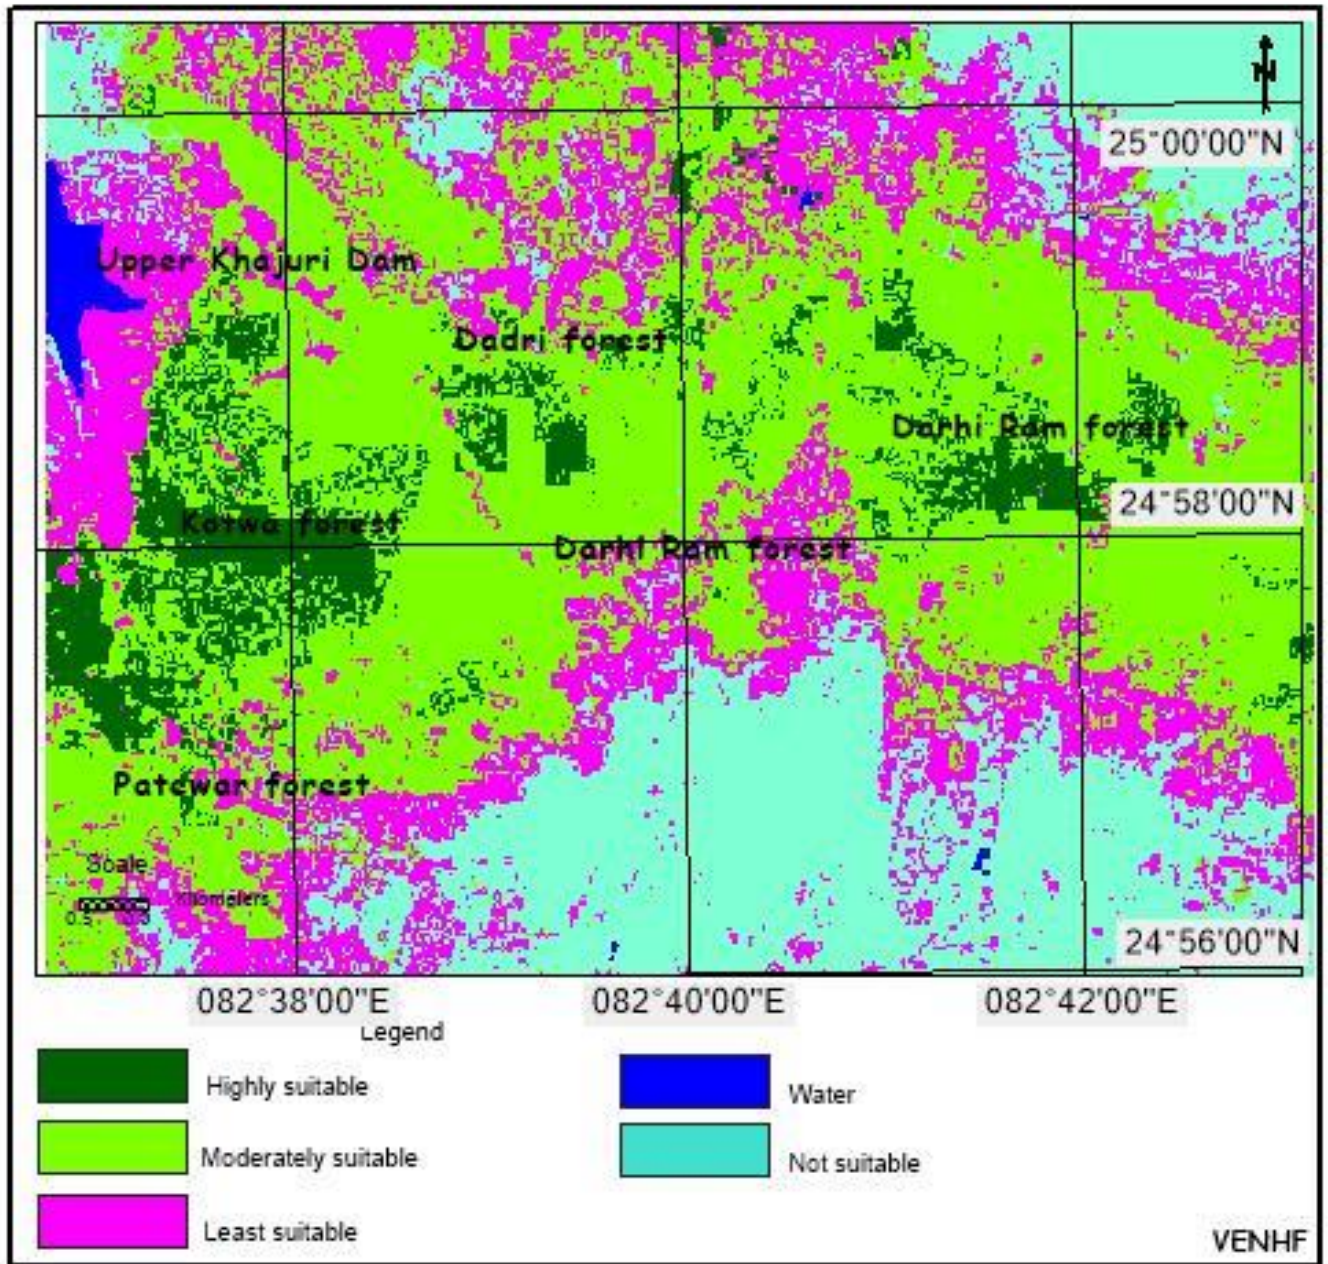 N
25°00'00"N
Upper Khajuri Dam
Dadri forest
Darhi Ram forest
24°58'00"N
Kotwa forest
Darhi Ram forest
Patewar forest
Scale
Kilometers
0.5
24°56'00"N
082°38'00"E
082°40'00"E
082°42'00"E
Legend
Highly suitable
Water
Moderately suitable
Not suitable
Least suitable
VENHF